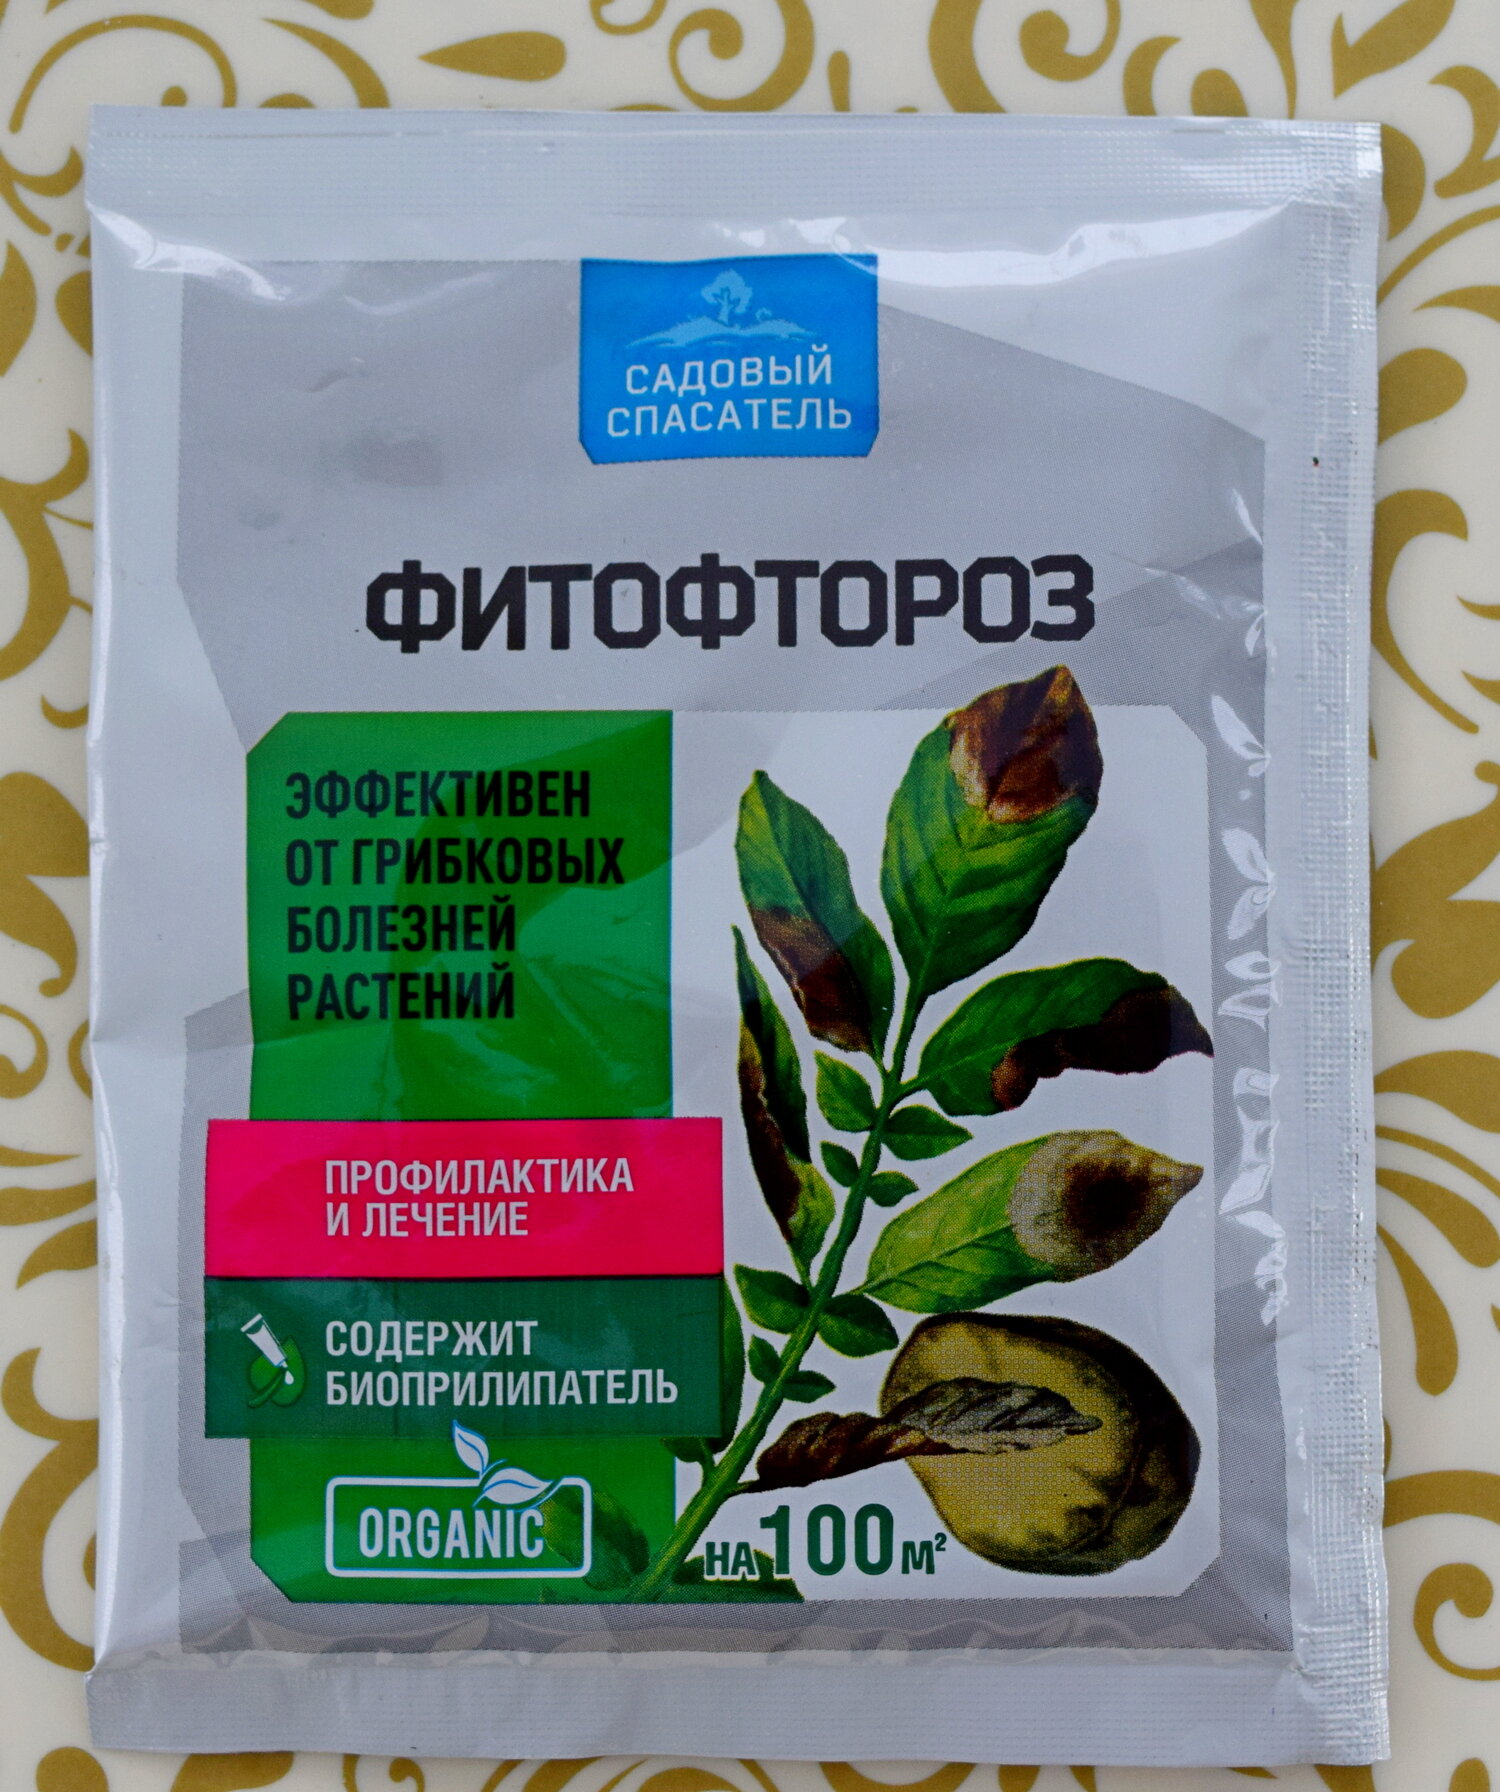 САДОВЫЙ
СПАСАТЕЛЬ
ФИТОФТОРОЗ
ЭФФЕКТИВЕН
ОТ ГРИБКОВЫХ
БОЛЕЗНЕЙ
РАСТЕНИЙ
ПРОФИЛАКТИКА
И ЛЕЧЕНИЕ
СОДЕРЖИТ
БИОПРИЛИПАТЕЛЬ
ORGANIC
НА 100 М²